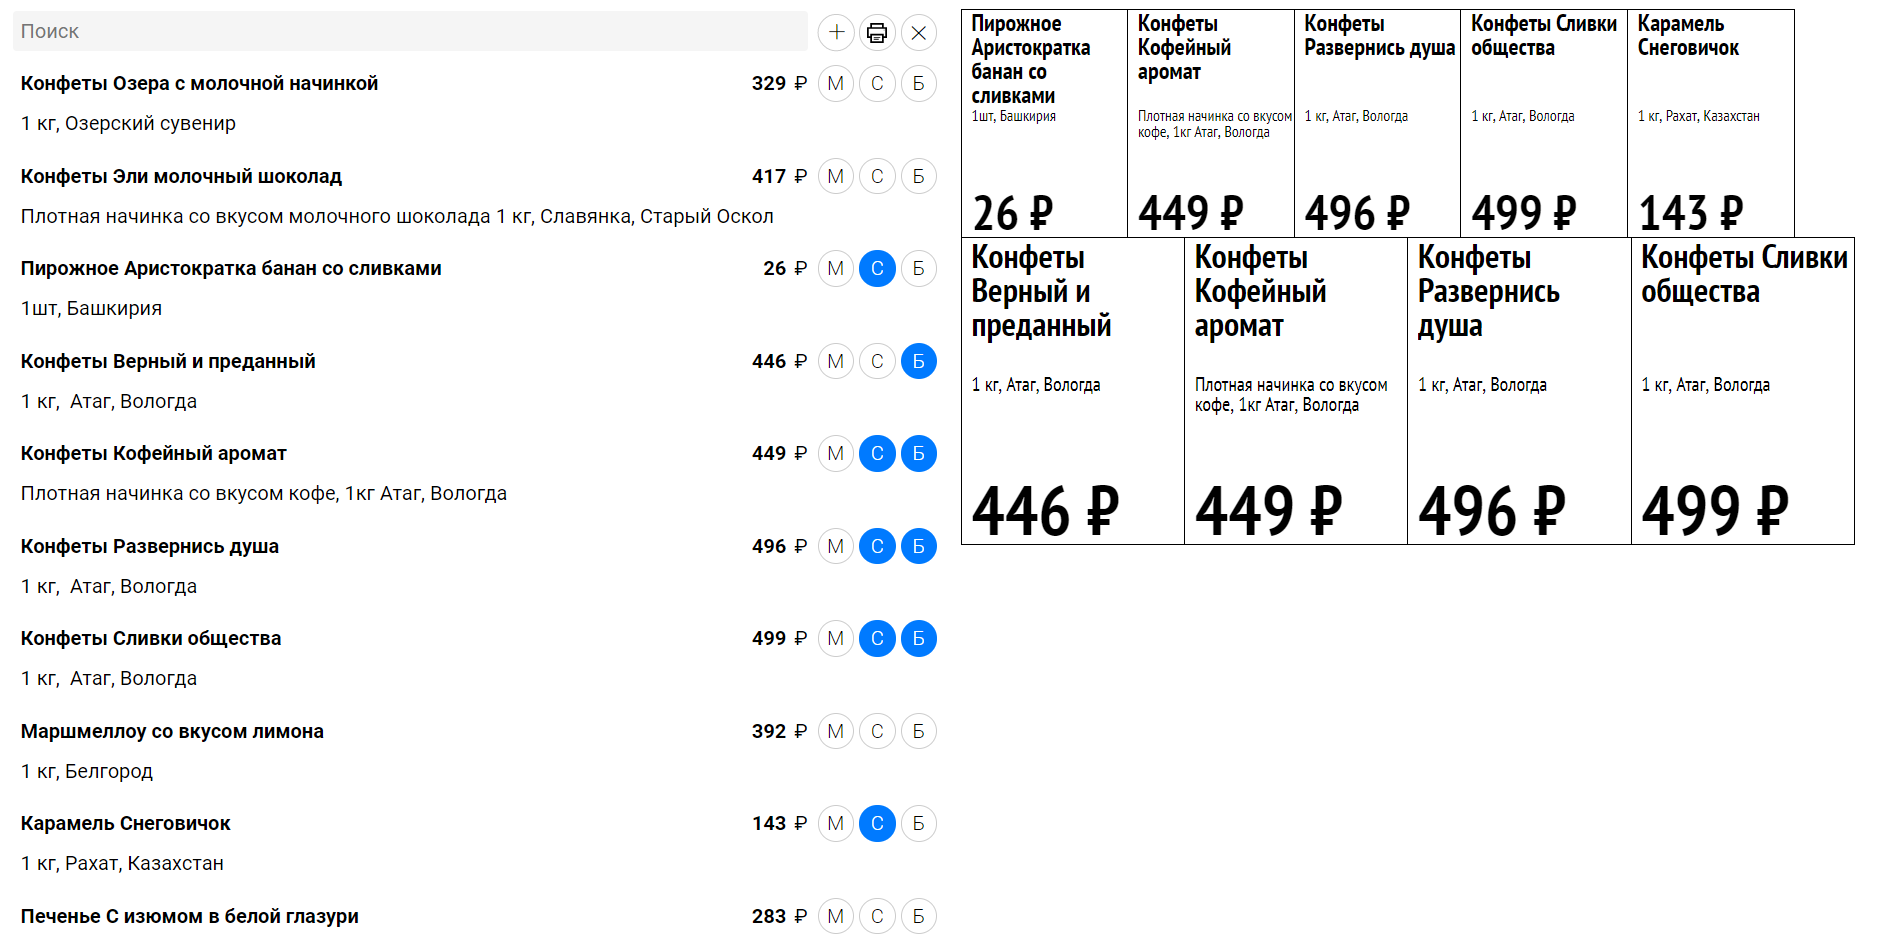 Поиск
Конфеты Озера с молочной начинкой 329 ₽ М С Б
1 кг, Озерский сувенир
Конфеты Эли молочный шоколад 417 ₽ М С Б
Плотная начинка со вкусом молочного шоколада 1 кг, Славянка, Старый Оскол
Пирожное Аристократка банан со сливками 26 ₽ М С Б
1шт, Башкирия
Конфеты Верный и преданный 446 ₽ М С Б
1 кг, Атаг, Вологда
Конфеты Кофейный аромат 449 ₽ М С Б
Плотная начинка со вкусом кофе, 1кг Атаг, Вологда
Конфеты Развернись душа 496 ₽ М С Б
1 кг, Атаг, Вологда
Конфеты Сливки общества 499 ₽ М С Б
1 кг, Атаг, Вологда
Маршмеллоу со вкусом лимона 392 ₽ М С Б
1 кг, Белгород
Карамель Снеговичок 143 ₽ М С Б
1 кг, Рахат, Казахстан
Печенье С изюмом в белой глазури 283 ₽ М С Б
Пирожное
Аристократка
банан со
сливками
1шт, Башкирия
26 ₽
Конфеты
Кофейный
аромат
Плотная начинка со вкусом
кофе, 1кг Атаг, Вологда
449 ₽
Конфеты
Развернись душа
1 кг, Атаг, Вологда
496 ₽
Конфеты Сливки
общества
1 кг, Атаг, Вологда
499 ₽
Карамель
Снеговичок
1 кг, Рахат, Казахстан
143 ₽
Конфеты
Верный и
преданный
1 кг, Атаг, Вологда
446 ₽
Конфеты
Кофейный
аромат
Плотная начинка со вкусом
кофе, 1кг Атаг, Вологда
449 ₽
Конфеты
Развернись
душа
1 кг, Атаг, Вологда
496 ₽
Конфеты Сливки
общества
1 кг, Атаг, Вологда
499 ₽